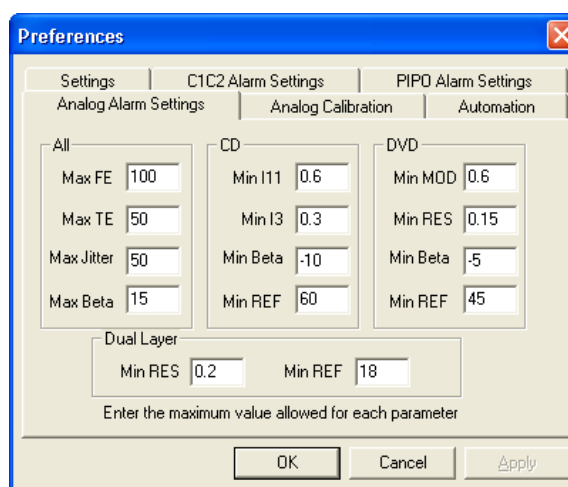 Preferences
Settings C1C2 Alarm Settings PIPO Alarm Settings
Analog Alarm Settings Analog Calibration Automation
All CD DVD
Max FE 100 Min I11 0.6 Min MOD 0.6
Max TE 50 Min I3 0.3 Min RES 0.15
Max Jitter 50 Min Beta -10 Min Beta -5
Max Beta 15 Min REF 60 Min REF 45
Dual Layer
Min RES 0.2 Min REF 18
Enter the maximum value allowed for each parameter
OK Cancel Apply